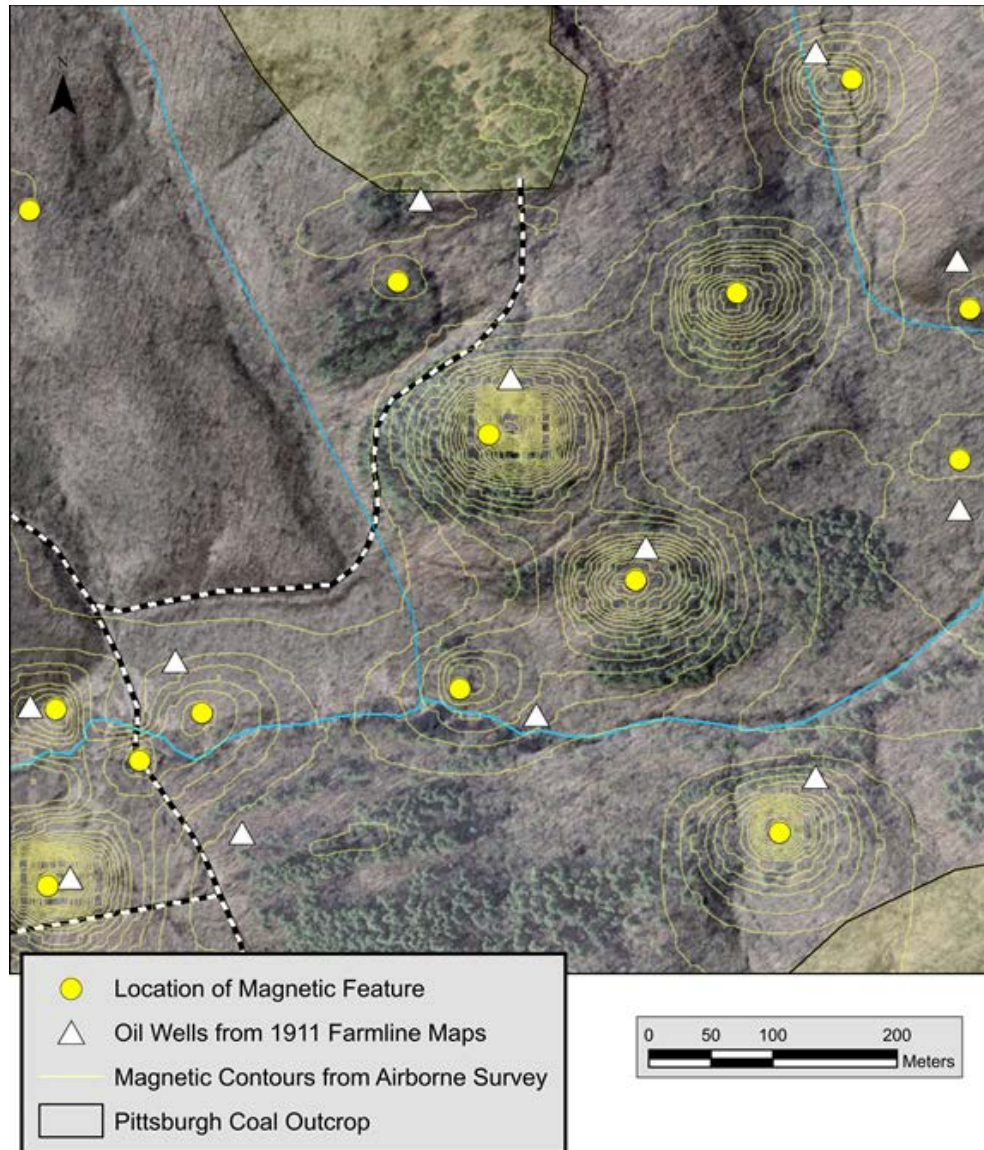 N
Location of Magnetic Feature
Oil Wells from 1911 Farmline Maps
Magnetic Contours from Airborne Survey
Pittsburgh Coal Outcrop
0 50 100 200
Meters